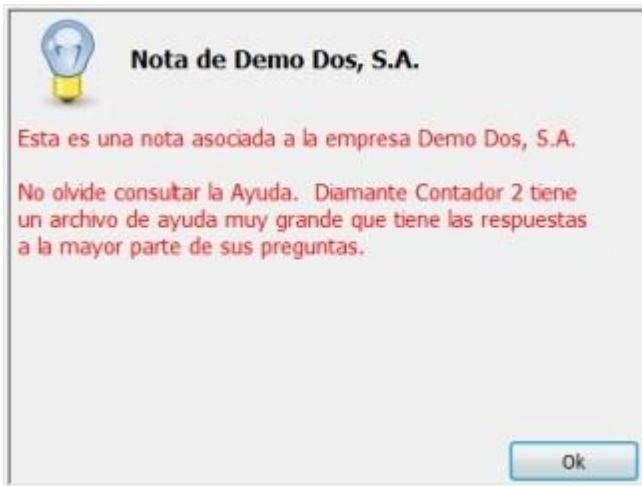 Nota de Demo Dos, S.A.
Esta es una nota asociada a la empresa Demo Dos, S.A.
No olvide consultar la Ayuda. Diamante Contador 2 tiene
un archivo de ayuda muy grande que tiene las respuestas
a la mayor parte de sus preguntas.
Ok